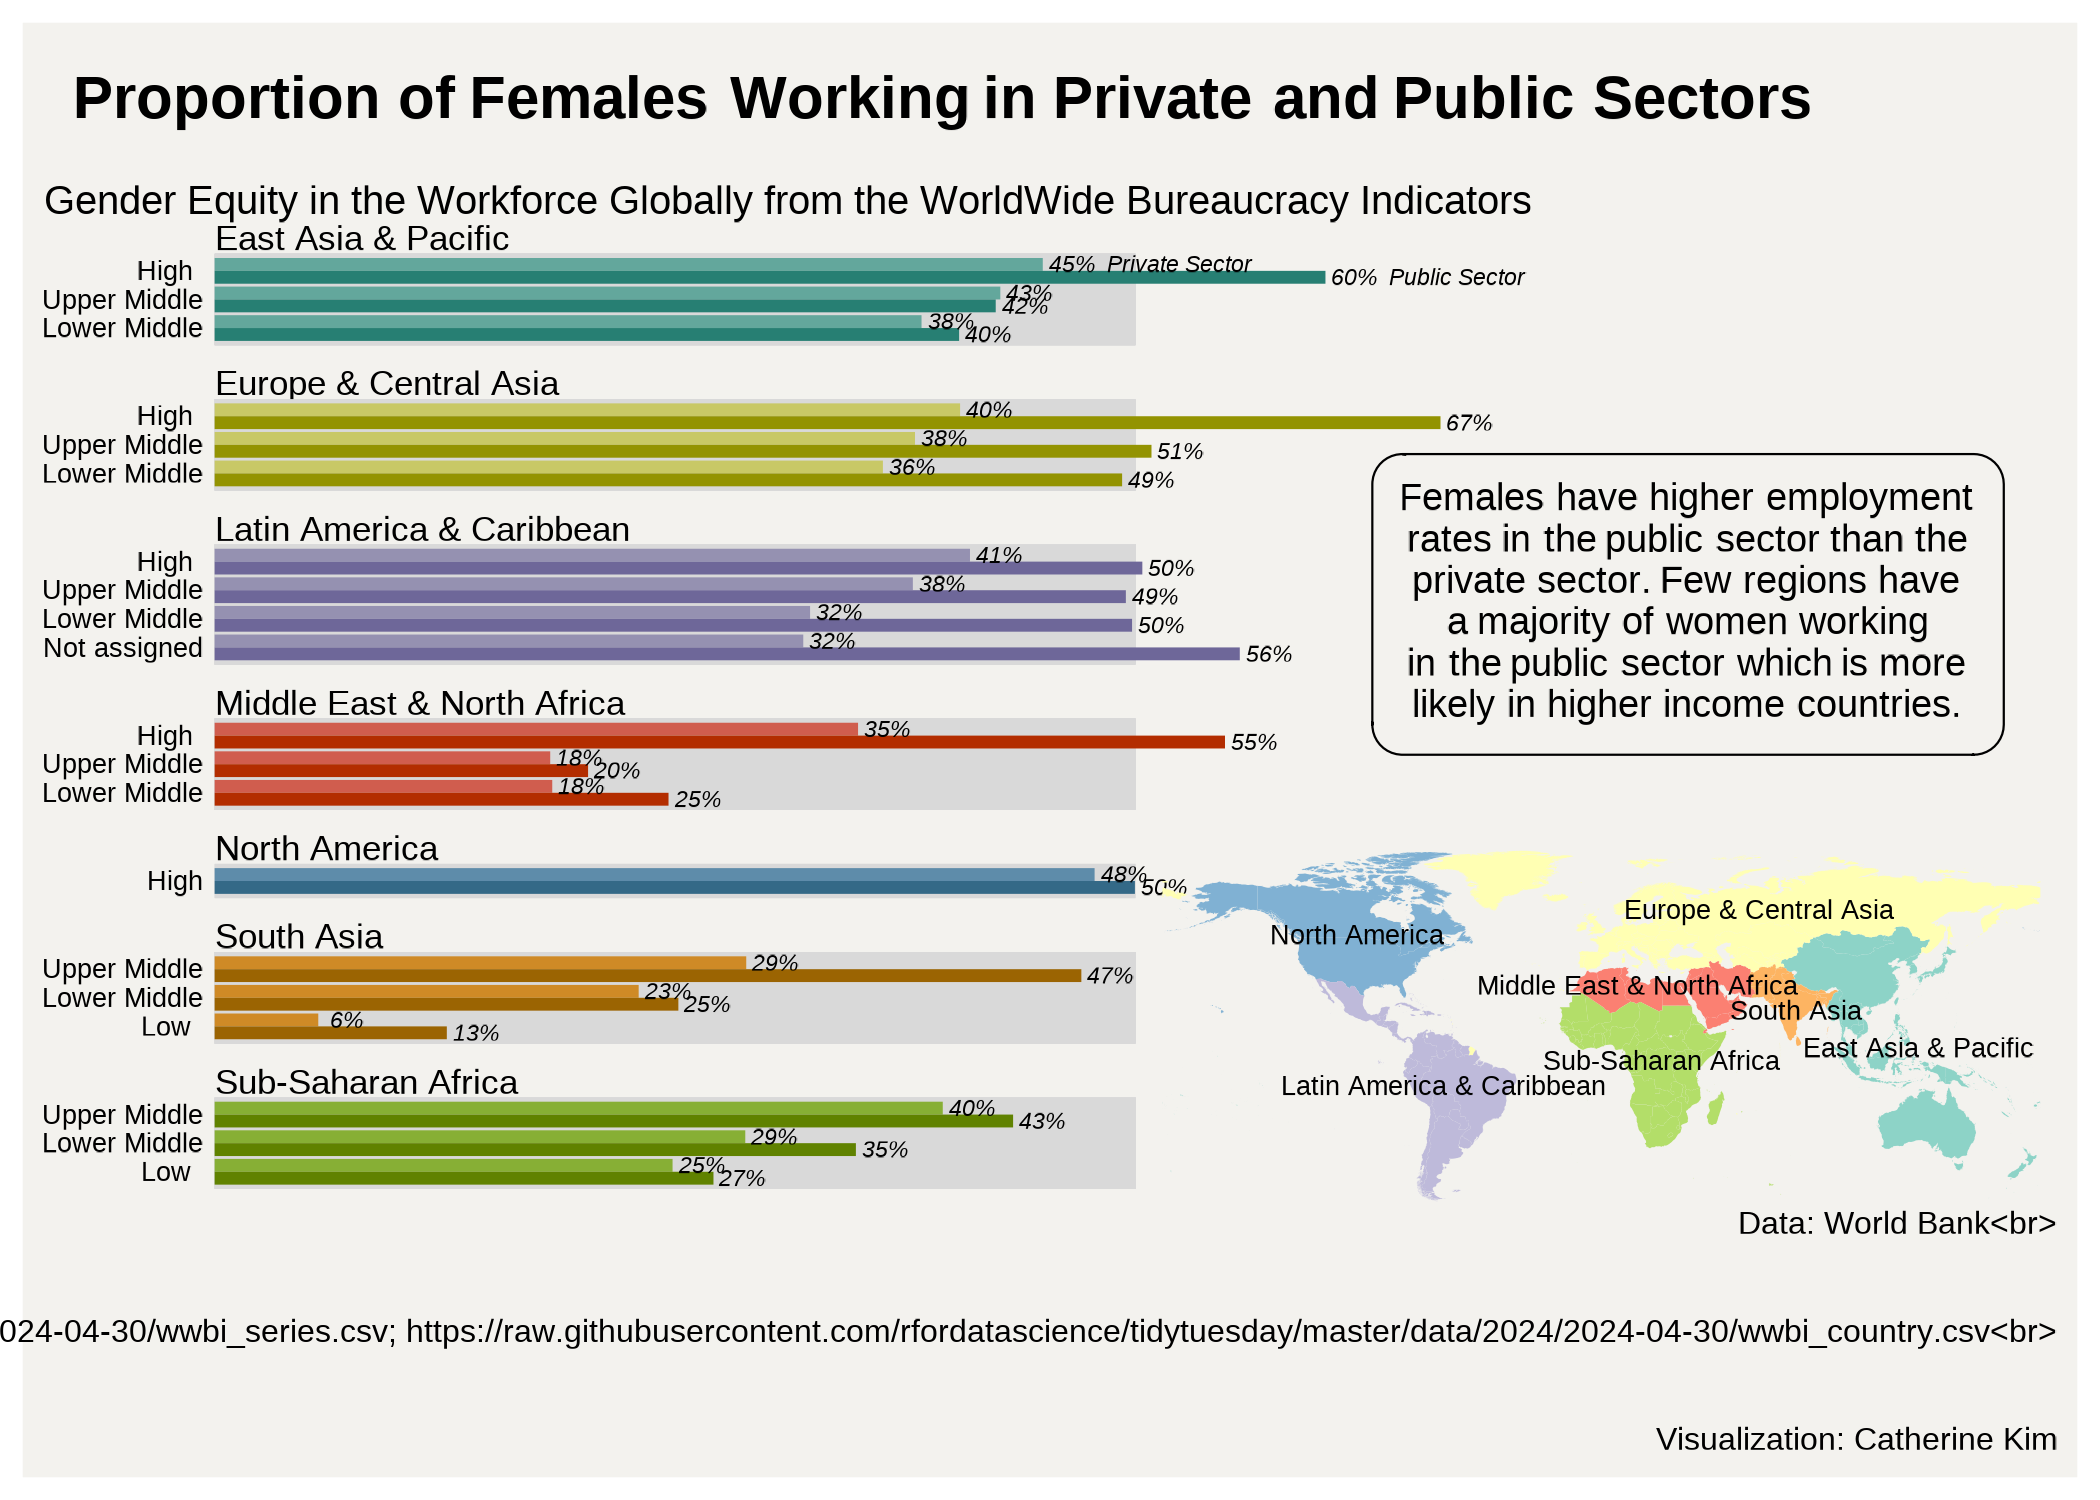 Proportion of Females Working in Private and Public Sectors
Gender Equity in the Workforce Globally from the WorldWide Bureaucracy Indicators
East Asia & Pacific
High 45% Private Sector
60% Public Sector
Upper Middle 43%
42%
Lower Middle 38%
40%
Europe & Central Asia
High 40%
67%
Upper Middle 38%
51%
Lower Middle 36%
49%
Latin America & Caribbean
High 41%
50%
Upper Middle 38%
49%
Lower Middle 32%
50%
Not assigned 32%
56%
Middle East & North Africa
High 35%
55%
Upper Middle 18%
20%
Lower Middle 18%
25%
North America
High 48%
50%
South Asia
Upper Middle 29%
47%
Lower Middle 23%
25%
Low 6%
13%
Sub-Saharan Africa
Upper Middle 40%
43%
Lower Middle 29%
35%
Low 25%
27%
Females have higher employment
rates in the public sector than the
private sector. Few regions have
a majority of women working
in the public sector which is more
likely in higher income countries.
Europe & Central Asia
North America
Middle East & North Africa
South Asia
East Asia & Pacific
Sub-Saharan Africa
Latin America & Caribbean
Data: World Bank<br>
024-04-30/wwbi_series.csv; https://raw.githubusercontent.com/rfordatascience/tidytuesday/master/data/2024/2024-04-30/wwbi_country.csv<br>
Visualization: Catherine Kim